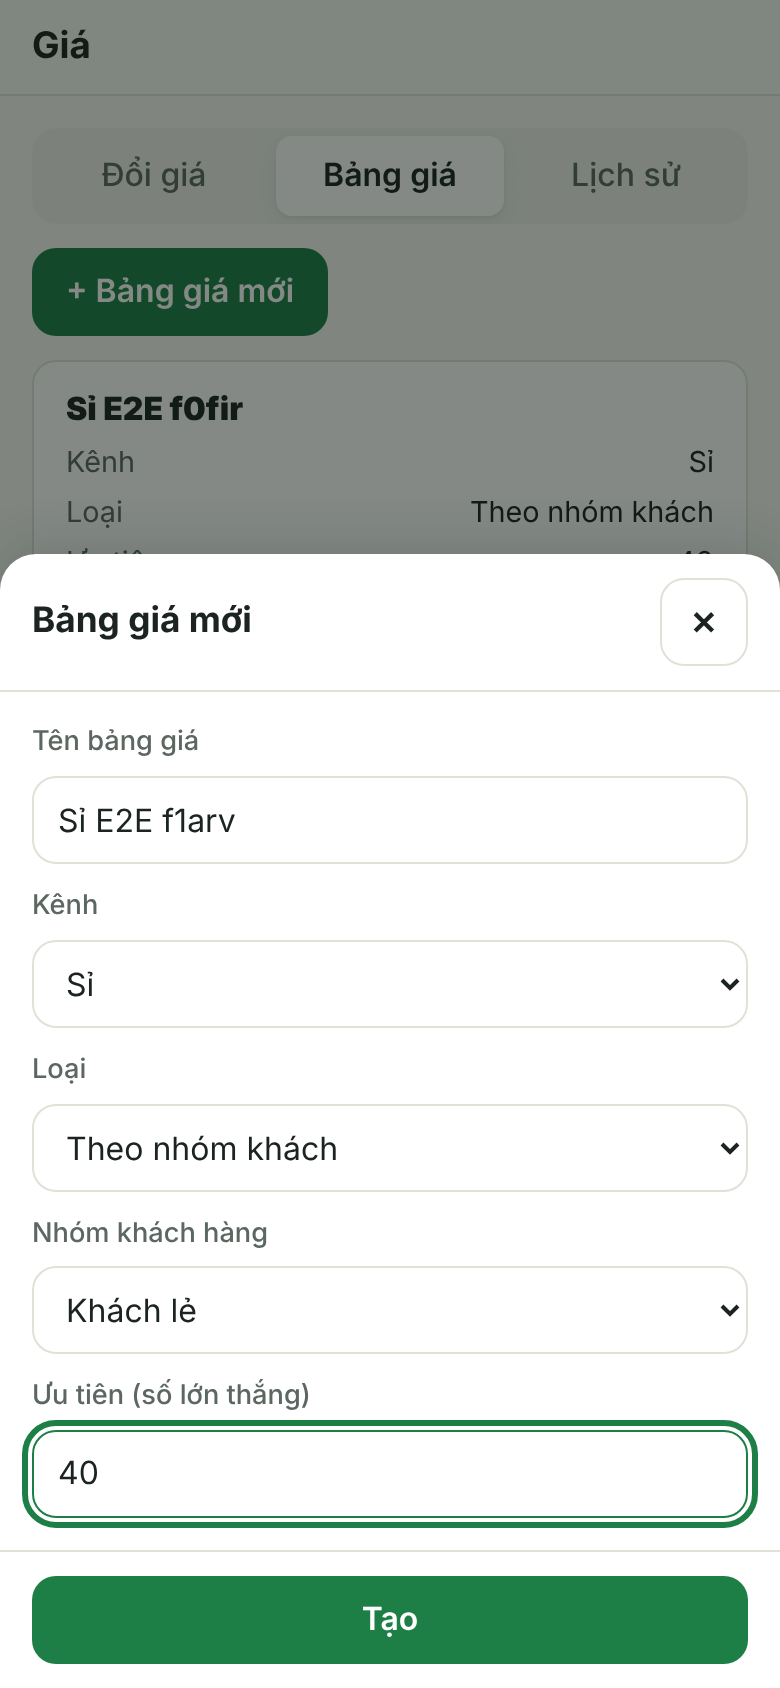 Giá
Đổi giá
Bảng giá
Lịch sử
+ Bảng giá mới
Sỉ E2E f0fir
Kênh
Sỉ
Loại
Theo nhóm khách
Bảng giá mới
Tên bảng giá
Sỉ E2E f1arv
Kênh
Sỉ
Loại
Theo nhóm khách
Nhóm khách hàng
Khách lẻ
Ưu tiên (số lớn thắng)
40
Tạo